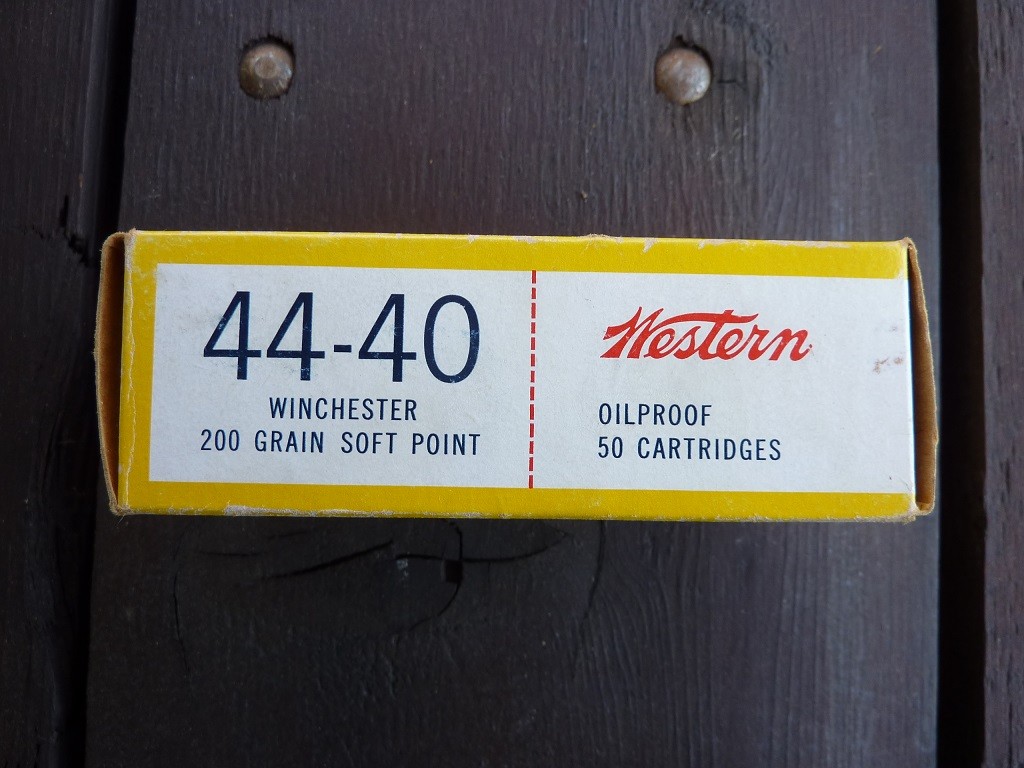 44-40
WINCHESTER
200 GRAIN SOFT POINT
Western
OILPROOF
50 CARTRIDGES